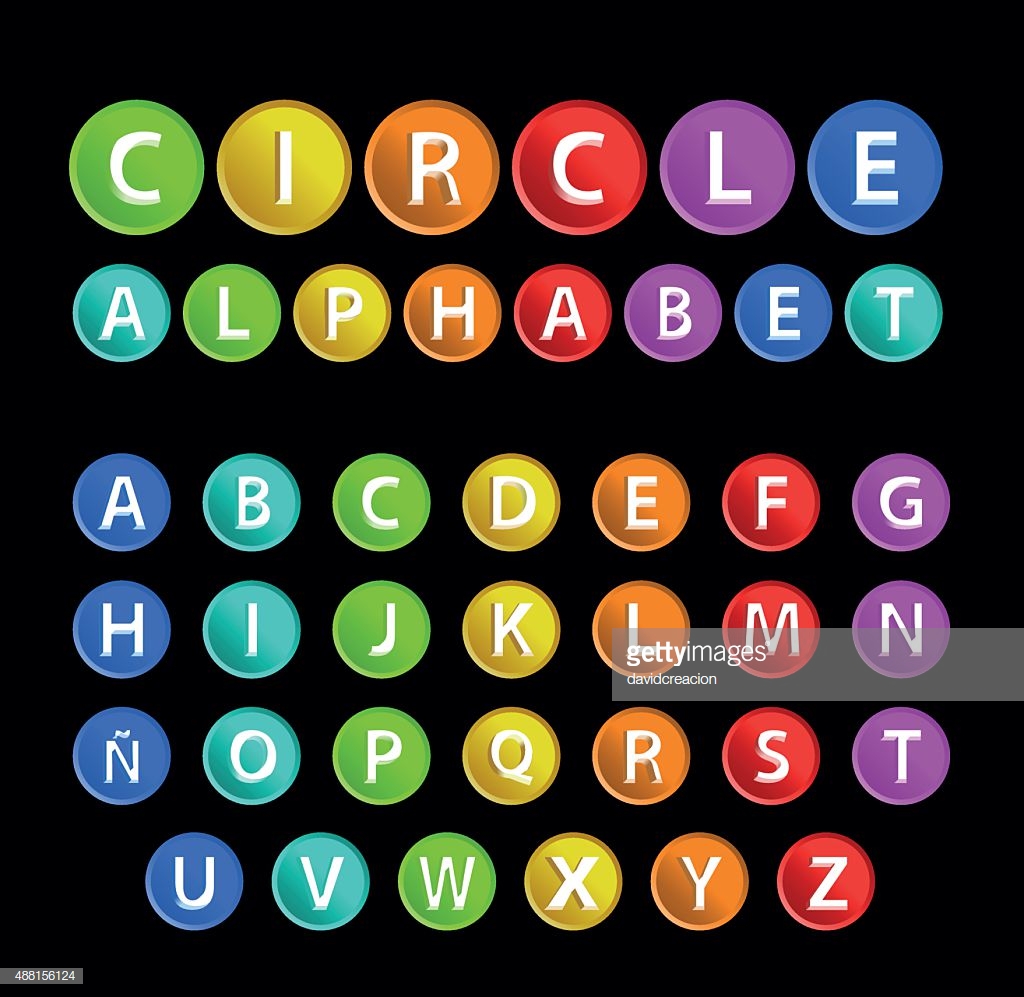 CIRCLE
ALPHABET
A B C D E F G
H I J K L M N
gettyimages
davidcreacion
Ñ O P Q R S T
U V W X Y Z
488156124